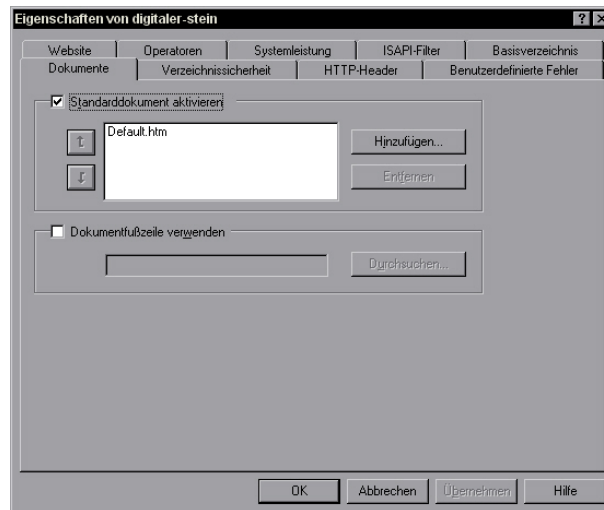 Eigenschaften von digitaler-stein
Website Operatoren Systemleistung ISAPI-Filter Basisverzeichnis
Dokumente Verzeichnissicherheit HTTP-Header Benutzerdefinierte Fehler
Standarddokument aktivieren
Default.htm
Hinzufügen...
Entfernen
Dokumentfußzeile verwenden
Durchsuchen...
OK Abbrechen Übernehmen Hilfe